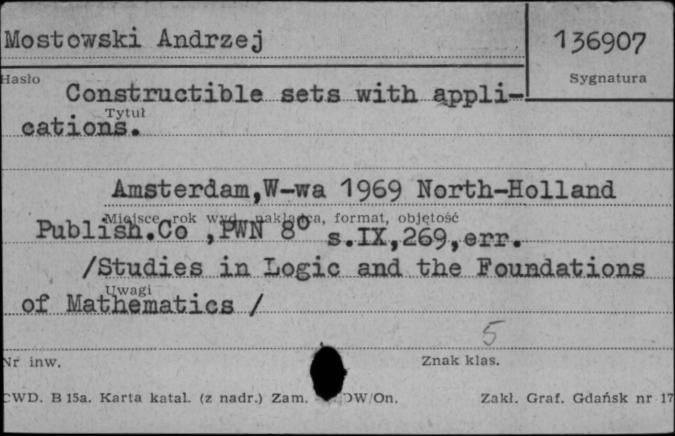 Mostowski Andrzej
136907
Hasło
Sygnatura
Constructible sets with appli-
Tytuł
cations.
Amsterdam,W-wa 1969 North-Holland
Miejsce, rok wyd., nakładca, format, objętość
Publish.Co ,PWN 8° s.IX,269,err.
/Studies in Logic and the Foundations
Uwagi
of Mathematics /
5
Nr inw.
Znak klas.
CWD. B 15a. Karta katal. (z nadr.) Zam. DW/On. Zakł. Graf. Gdańsk nr 17